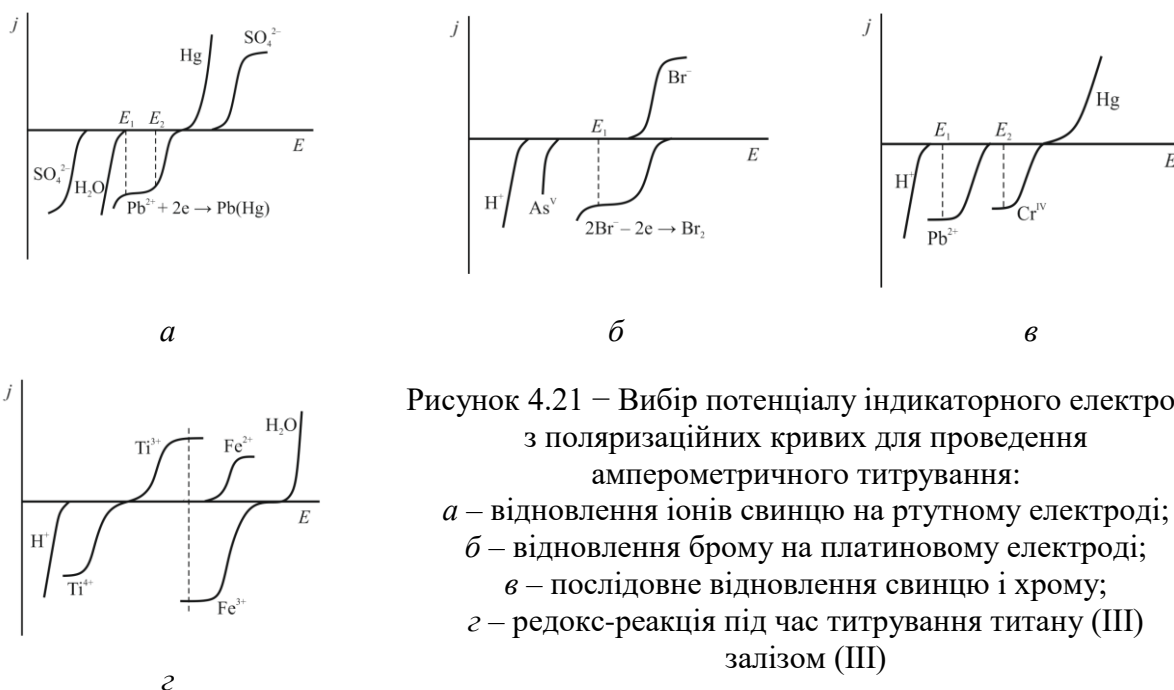 j
SO₄²⁻
Hg
E₁
E₂
E
SO₄²⁻
H₂O
Pb²⁺ + 2e → Pb(Hg)
а
j
Br⁻
E₁
E
H⁺
Asⱽ
2Br⁻ – 2e → Br₂
б
j
Hg
E₁
E₂
E
H⁺
Pb²⁺
Crᴵⱽ
в
j
H₂O
Ti³⁺
Fe²⁺
E
H⁺
Ti⁴⁺
Fe³⁺
г
Рисунок 4.21 − Вибір потенціалу індикаторного електро
з поляризаційних кривих для проведення
амперометричного титрування:
а – відновлення іонів свинцю на ртутному електроді;
б – відновлення брому на платиновому електроді;
в – послідовне відновлення свинцю і хрому;
г – редокс-реакція під час титрування титану (III)
залізом (III)